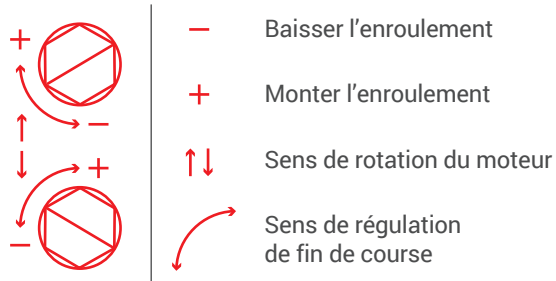 Baisser l’enroulement
Monter l’enroulement
Sens de rotation du moteur
Sens de régulation
de fin de course